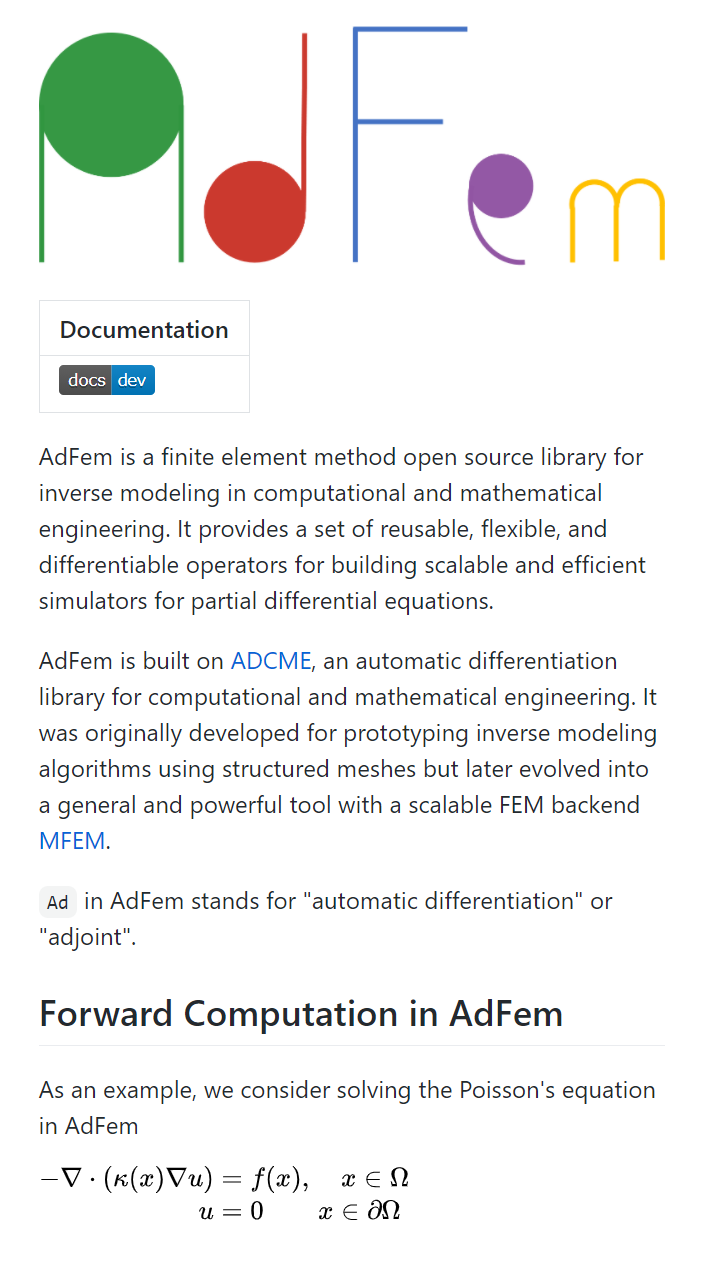 AdFem
Documentation
docs dev
AdFem is a finite element method open source library for
inverse modeling in computational and mathematical
engineering. It provides a set of reusable, flexible, and
differentiable operators for building scalable and efficient
simulators for partial differential equations.
AdFem is built on ADCME, an automatic differentiation
library for computational and mathematical engineering. It
was originally developed for prototyping inverse modeling
algorithms using structured meshes but later evolved into
a general and powerful tool with a scalable FEM backend
MFEM.
Ad in AdFem stands for "automatic differentiation" or
"adjoint".
Forward Computation in AdFem
As an example, we consider solving the Poisson's equation
in AdFem
−∇ · (κ(x)∇u) = f(x), x ∈ Ω
u = 0 x ∈ ∂Ω